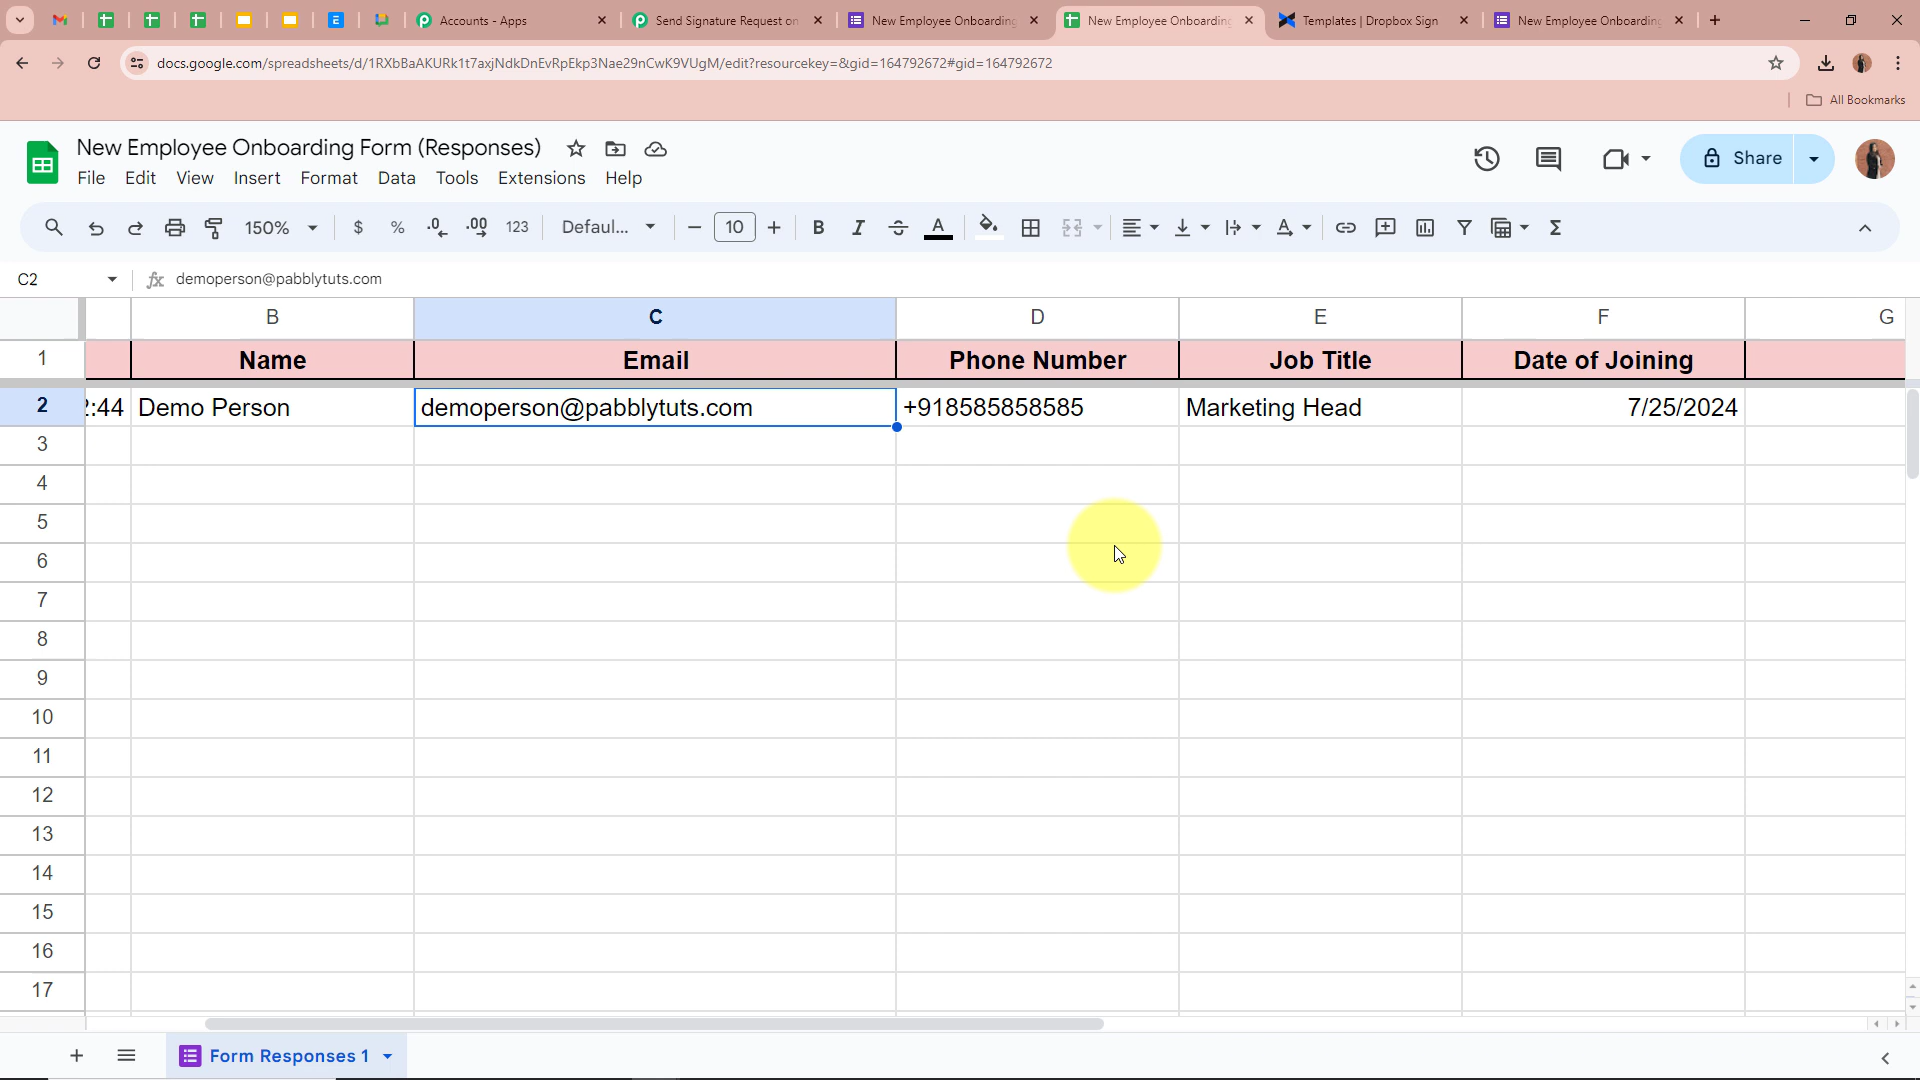 Accounts - Apps
Send Signature Request on
New Employee Onboarding
New Employee Onboarding
Templates | Dropbox Sign
New Employee Onboarding
docs.google.com/spreadsheets/d/1RXbBaAKURk1t7axjNdkDnEvRpEkp3Nae29nCwK9VUgM/edit?resourcekey=&gid=164792672#gid=164792672
All Bookmarks
New Employee Onboarding Form (Responses)
File Edit View Insert Format Data Tools Extensions Help
Share
150% $ % .0 .00 123 Defaul... 10 B I S A
C2 fx demoperson@pabblytuts.com
B C D E F G
1 Name Email Phone Number Job Title Date of Joining
2 2:44 Demo Person demoperson@pabblytuts.com +918585858585 Marketing Head 7/25/2024
3
4
5
6
7
8
9
10
11
12
13
14
15
16
17
Form Responses 1